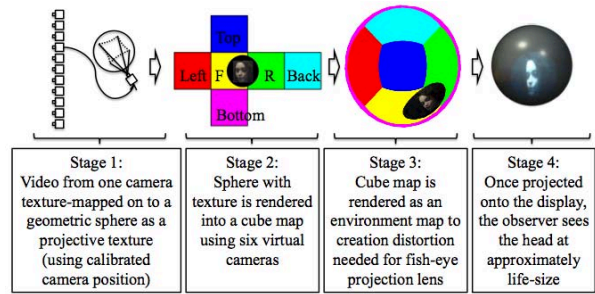 Top
Left F R Back
Bottom
Stage 1:
Video from one camera
texture-mapped on to a
geometric sphere as a
projective texture
(using calibrated
camera position)
Stage 2:
Sphere with
texture is rendered
into a cube map
using six virtual
cameras
Stage 3:
Cube map is
rendered as an
environment map to
creation distortion
needed for fish-eye
projection lens
Stage 4:
Once projected
onto the display,
the observer sees
the head at
approximately
life-size